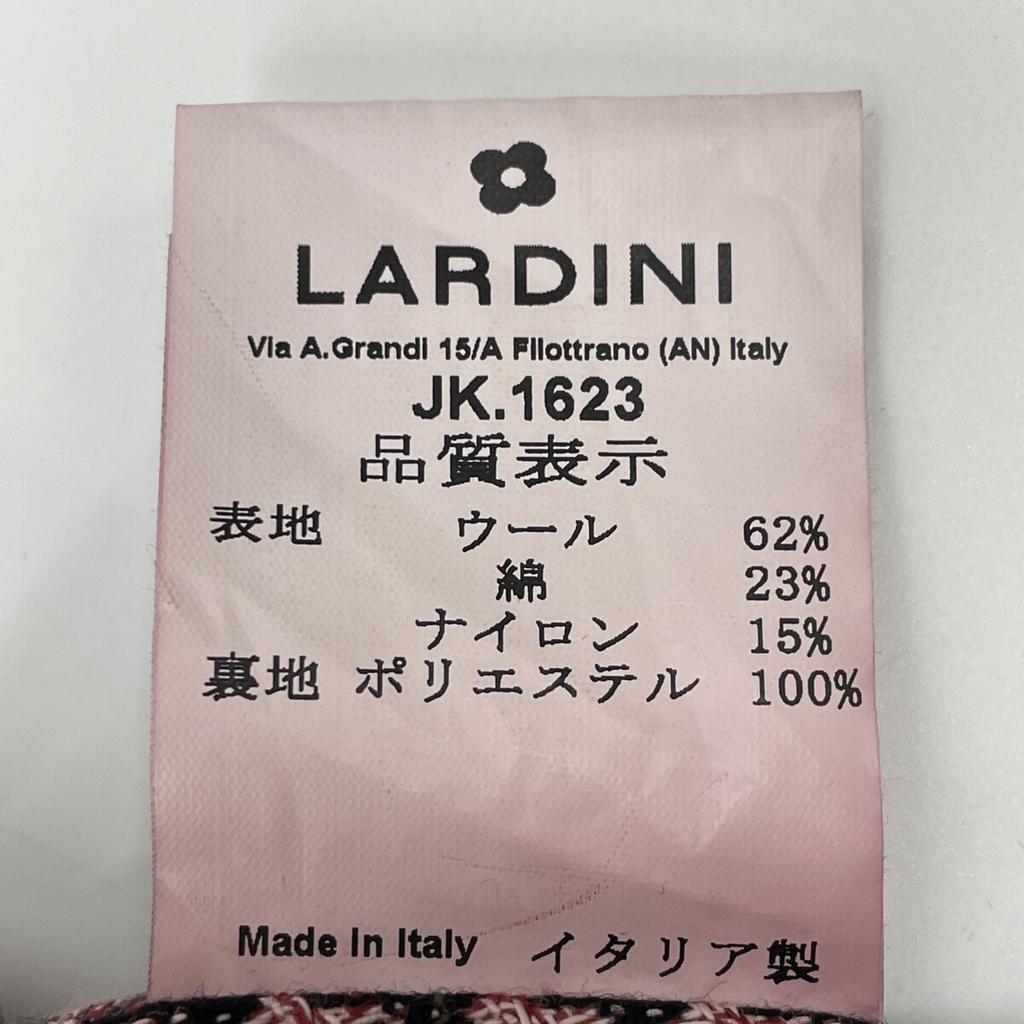 LARDINI
Via A.Grandi 15/A Filottrano (AN) Italy
JK.1623
品質表示
表地 ウール 62%
綿 23%
ナイロン 15%
裏地 ポリエステル 100%
Made In Italy イタリア製